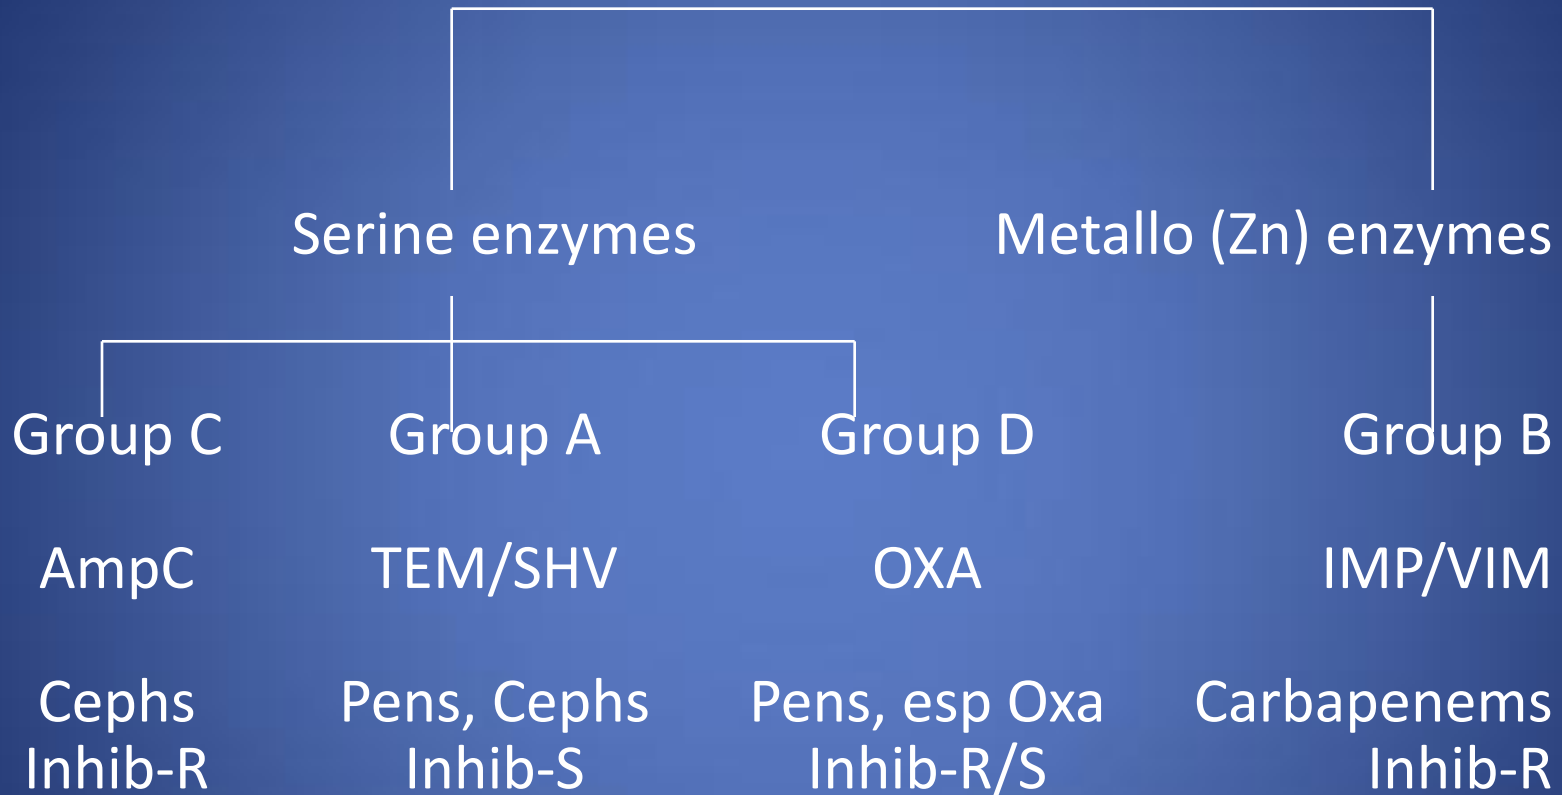 Serine enzymes Metallo (Zn) enzymes
Group C Group A Group D Group B
AmpC TEM/SHV OXA IMP/VIM
Cephs Pens, Cephs Pens, esp Oxa Carbapenems
Inhib-R Inhib-S Inhib-R/S Inhib-R